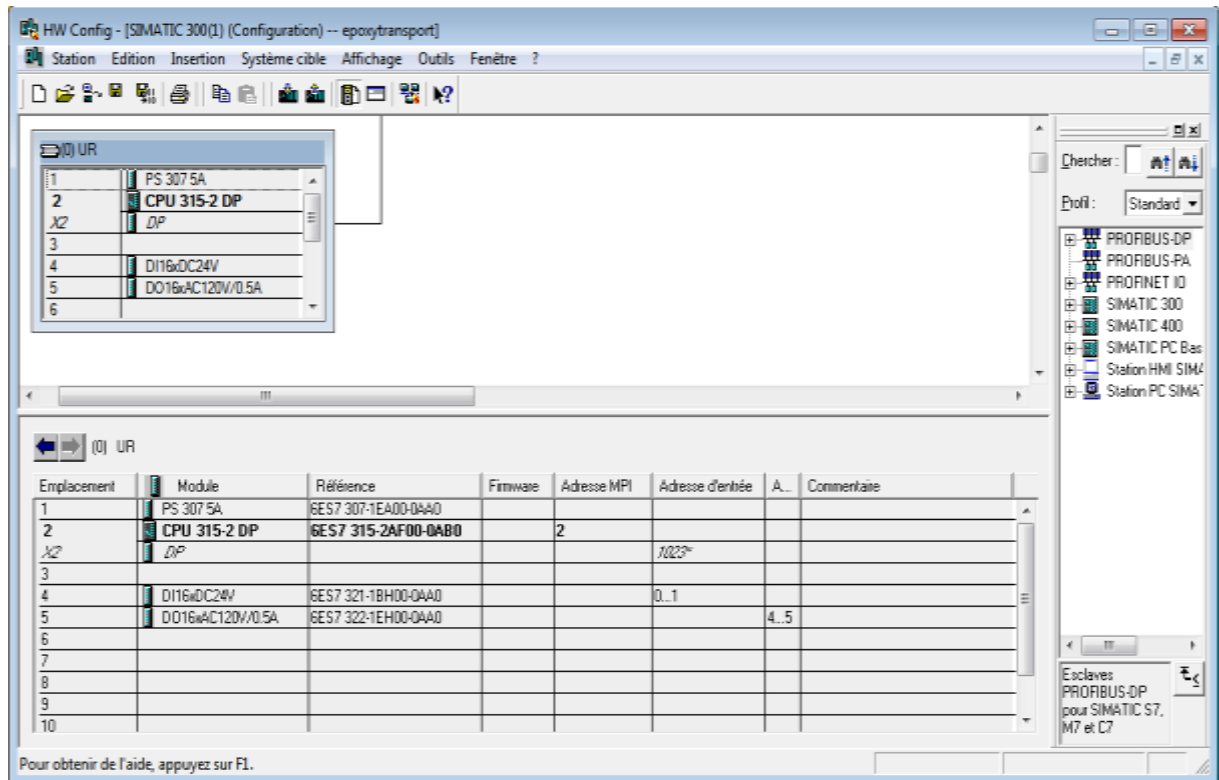 HW Config - [SIMATIC 300(1) (Configuration) -- epoxytransport]
Station Edition Insertion Système cible Affichage Outils Fenêtre ?
(0) UR
1 PS 307 5A
2 CPU 315-2 DP
X2 DP
3
4 DI16xDC24V
5 DO16xAC120V/0.5A
6
Chercher :
Profil : Standard
PROFIBUS-DP
PROFIBUS-PA
PROFINET IO
SIMATIC 300
SIMATIC 400
SIMATIC PC Bas
Station HMI SIMA
Station PC SIMAT
(0) UR
Emplacement Module Référence Firmware Adresse MPI Adresse d'entrée A... Commentaire
1 PS 307 5A 6ES7 307-1EA00-0AA0
2 CPU 315-2 DP 6ES7 315-2AF00-0AB0 2
X2 DP 1023*
3
4 DI16xDC24V 6ES7 321-1BH00-0AA0 0...1
5 DO16xAC120V/0.5A 6ES7 322-1EH00-0AA0 4...5
6
7
8
9
10
Esclaves
PROFIBUS-DP
pour SIMATIC S7,
M7 et C7
Pour obtenir de l'aide, appuyez sur F1.